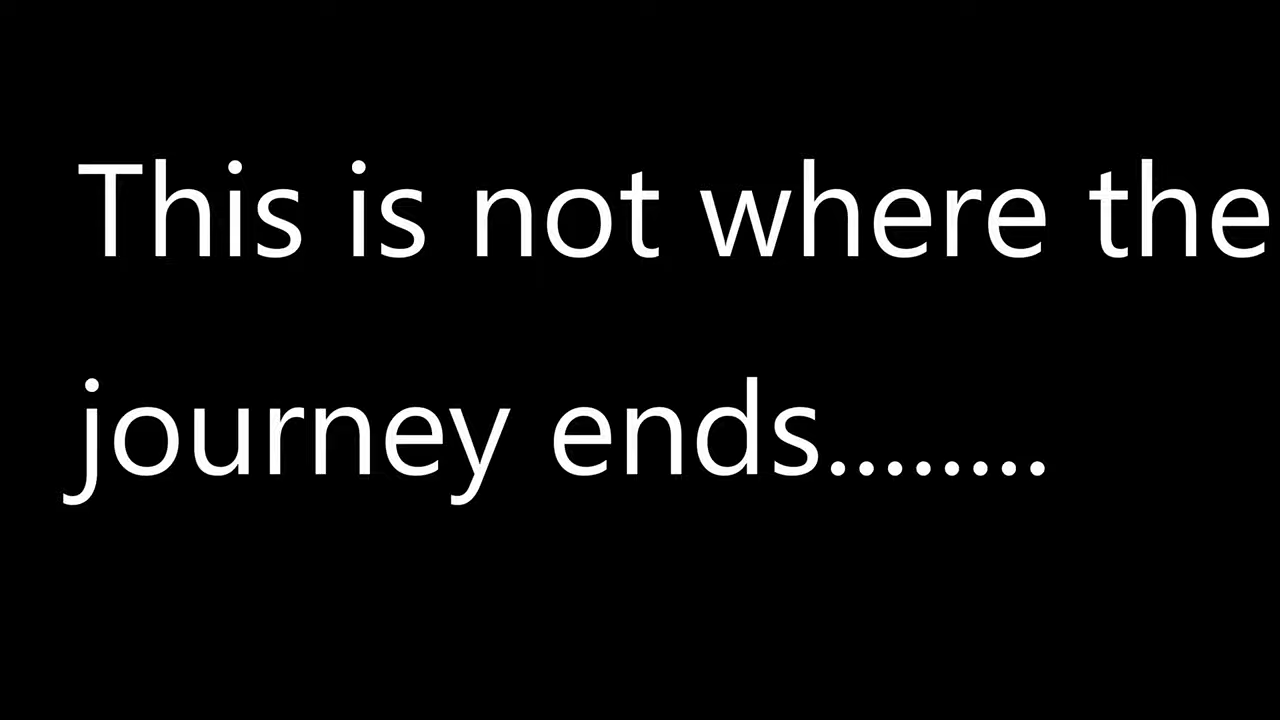 This is not where the
journey ends........